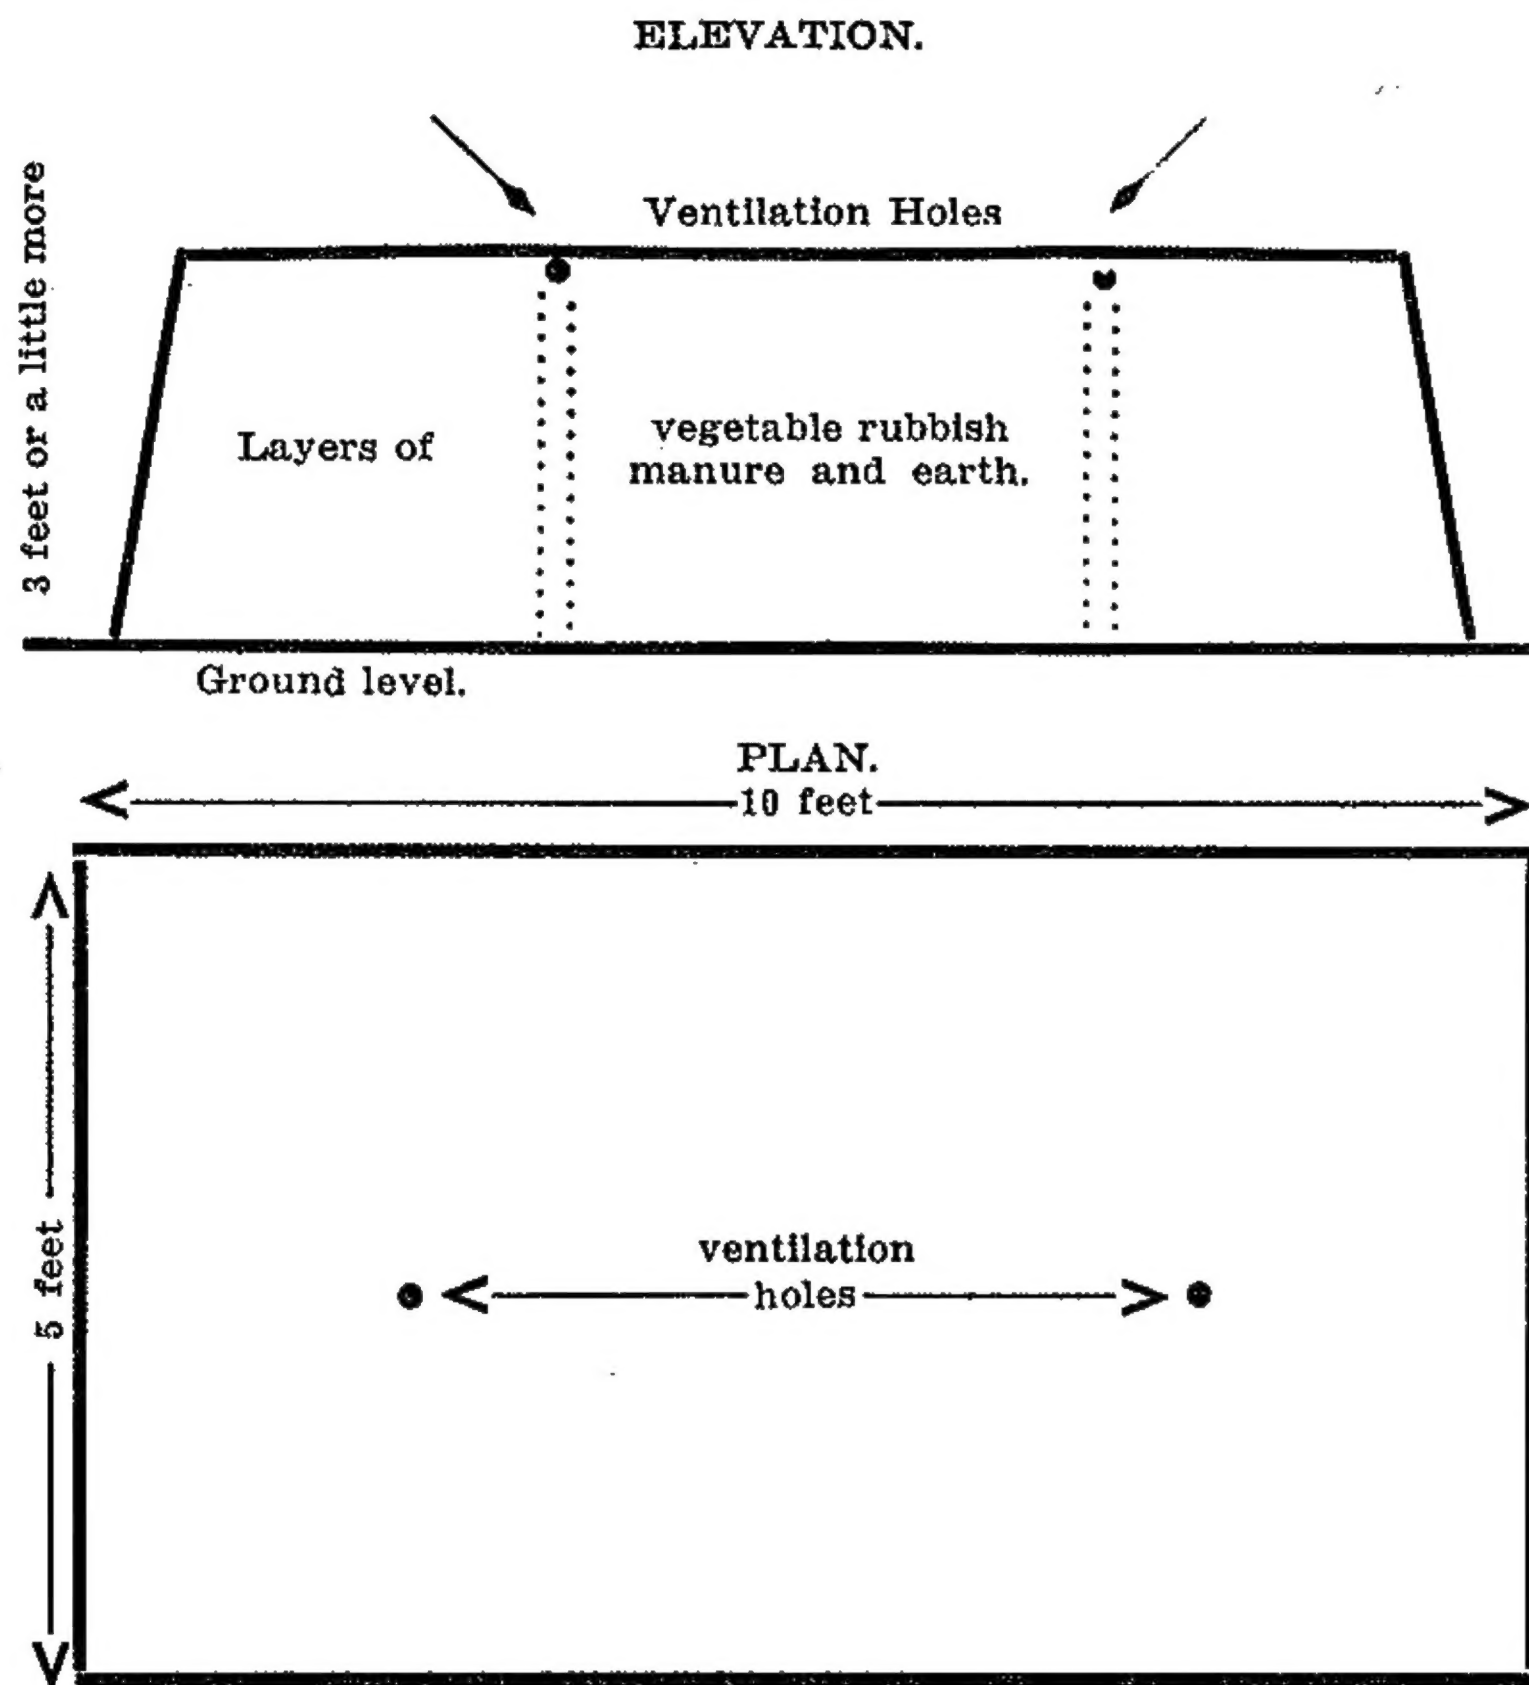 ELEVATION.
Ventilation Holes
3 feet or a little more
Layers of
vegetable rubbish
manure and earth.
Ground level.
PLAN.
10 feet
5 feet
ventilation
holes